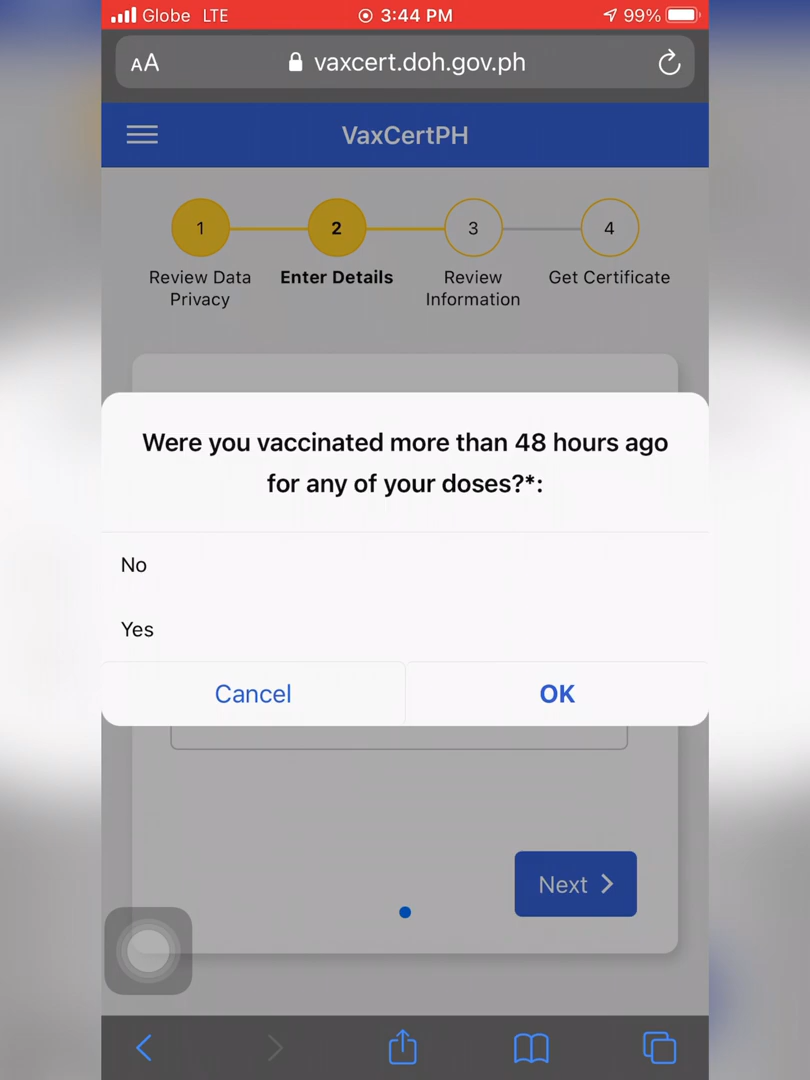 Globe LTE 3:44 PM 99%
AA vaxcert.doh.gov.ph
VaxCertPH
1 2 3 4
Review Data Privacy
Enter Details
Review Information
Get Certificate
Were you vaccinated more than 48 hours ago
for any of your doses?*:
No
Yes
Cancel OK
Next